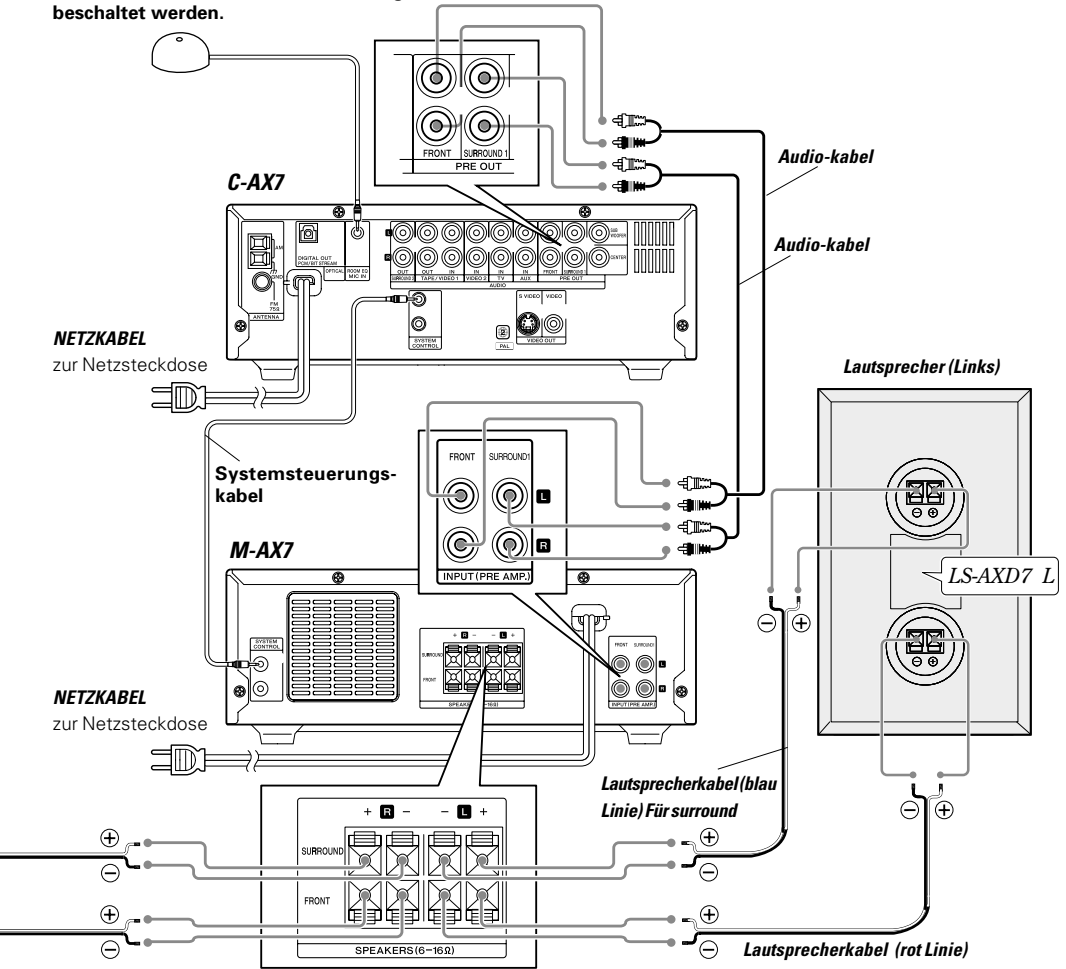 beschaltet werden.
FRONT SURROUND 1
PRE OUT
Audio-kabel
C-AX7
AM
GND
FM
75Ω
ANTENNA
DIGITAL OUT
PCM/BIT STREAM
OPTICAL
ROOM EQ
MIC IN
L
R
OUT OUT IN IN IN IN FRONT SURROUND 1
SURROUND 2 TAPE/VIDEO 1 VIDEO 2 TV AUX PRE OUT
AUDIO
SUB
WOOFER
CENTER
Audio-kabel
SYSTEM
CONTROL
PAL
S VIDEO VIDEO
VIDEO OUT
NETZKABEL
zur Netzsteckdose
Lautsprecher (Links)
Systemsteuerungs-
kabel
FRONT SURROUND1
L
R
INPUT (PRE AMP.)
− +
LS-AXD7 L
− +
− +
M-AX7
SYSTEM
CONTROL
+ R − − L +
SURROUND
FRONT
SPEAKERS(6−16Ω)
FRONT SURROUND1
L
R
INPUT (PRE AMP.)
NETZKABEL
zur Netzsteckdose
Lautsprecherkabel (blau
Linie) Für surround
− +
+ R − − L +
SURROUND
FRONT
SPEAKERS(6−16Ω)
+
−
+
−
+
−
+
−
Lautsprecherkabel (rot Linie)